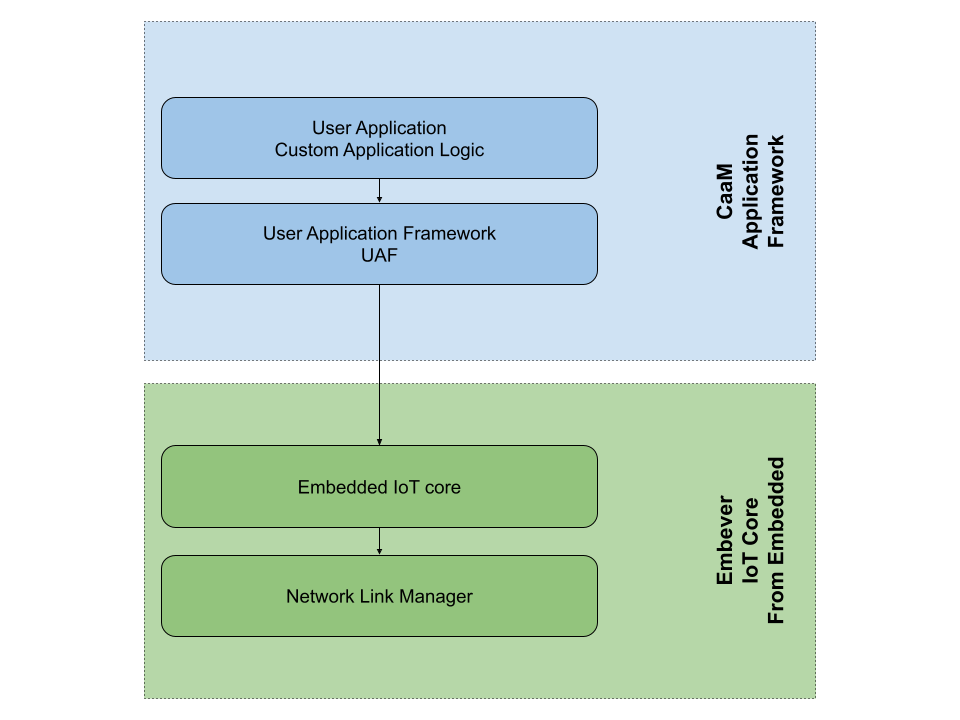 User Application
Custom Application Logic
User Application Framework
UAF
CaaM
Application
Framework
Embedded IoT core
Network Link Manager
Embever
IoT Core
From Embedded